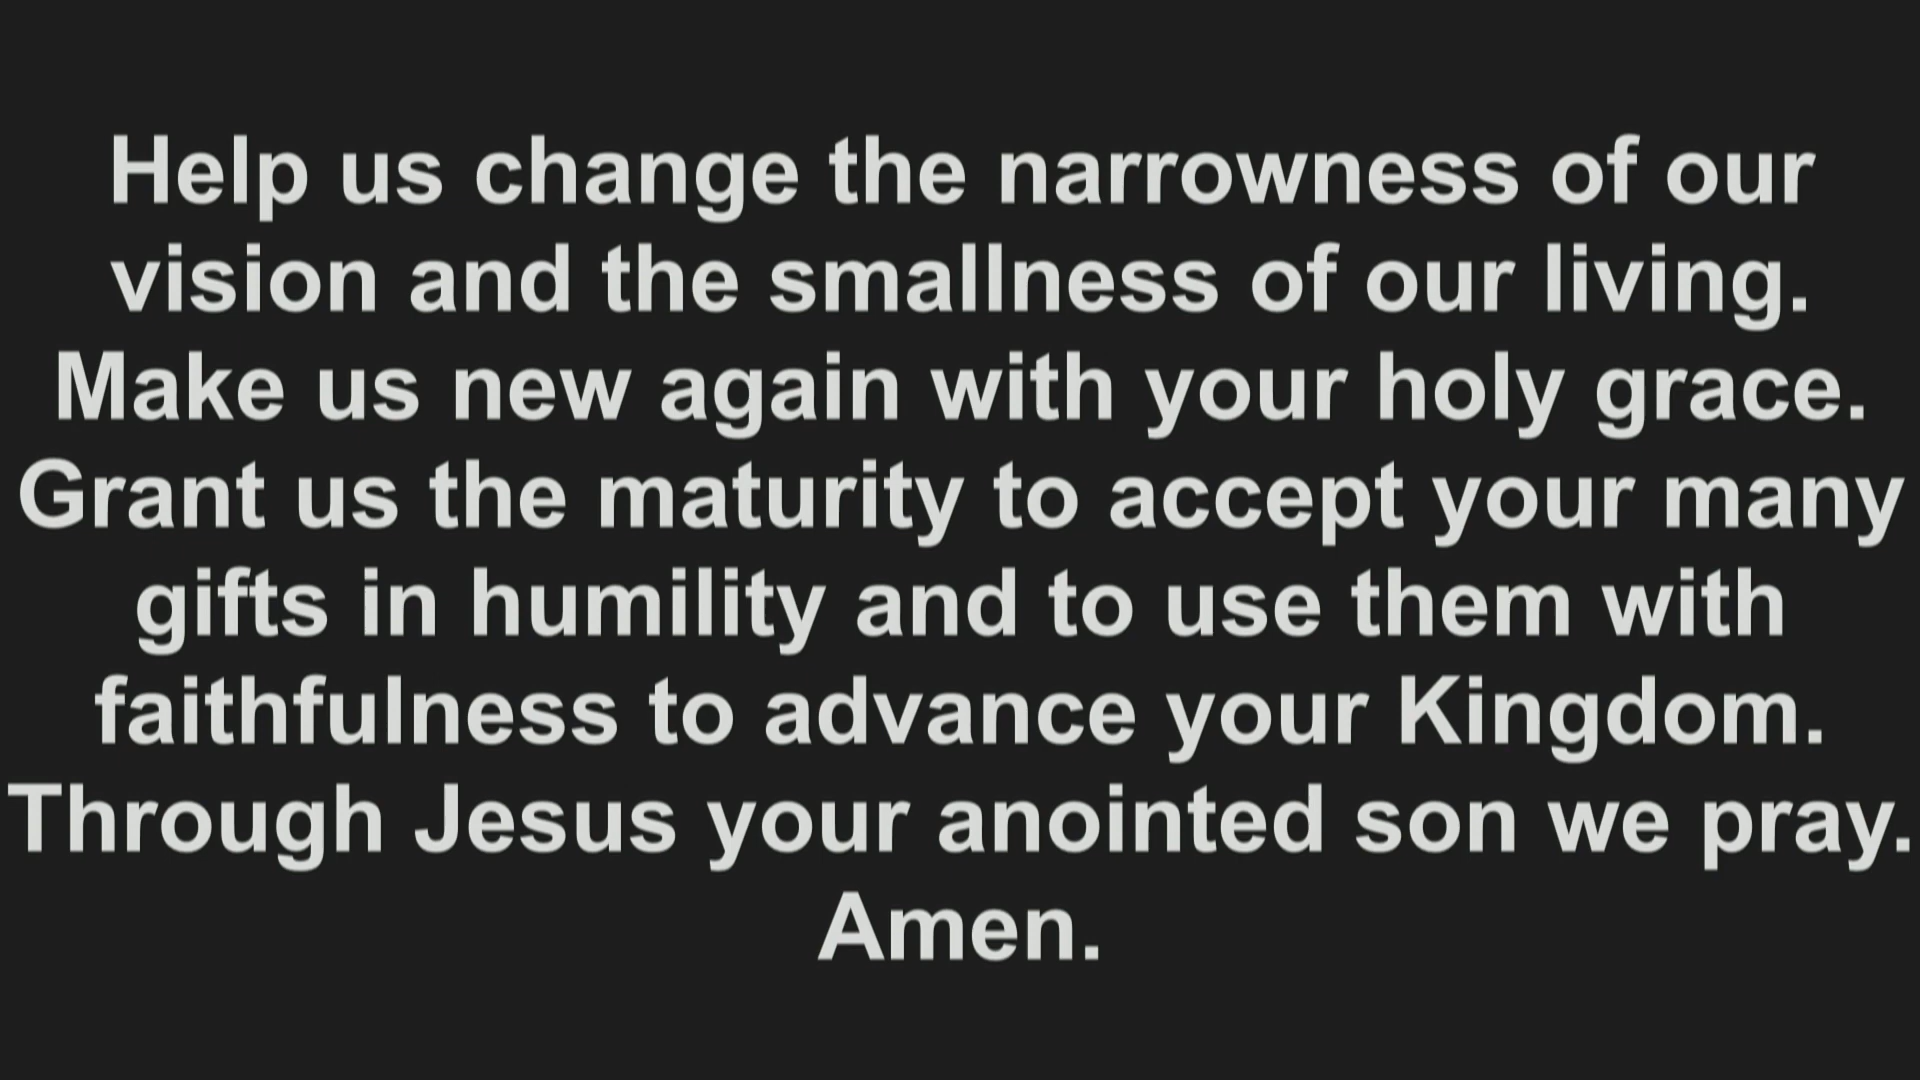 Help us change the narrowness of our
vision and the smallness of our living.
Make us new again with your holy grace.
Grant us the maturity to accept your many
gifts in humility and to use them with
faithfulness to advance your Kingdom.
Through Jesus your anointed son we pray.
Amen.